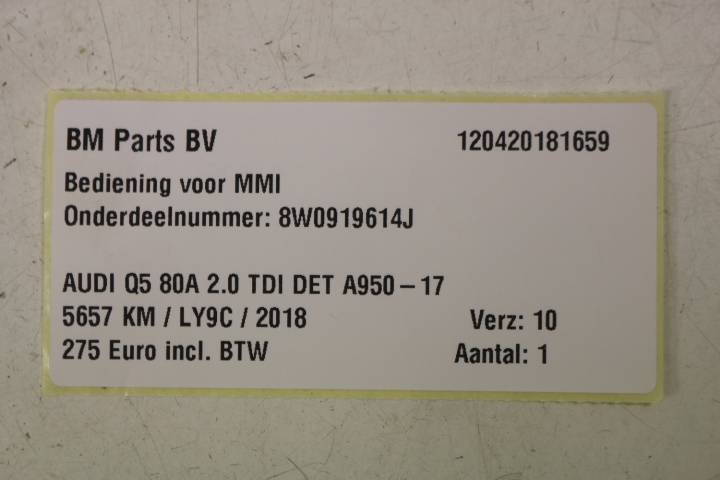 BM Parts BV 120420181659
Bediening voor MMI
Onderdeelnummer: 8W0919614J
AUDI Q5 80A 2.0 TDI DET A950-17
5657 KM / LY9C / 2018 Verz: 10
275 Euro incl. BTW Aantal: 1